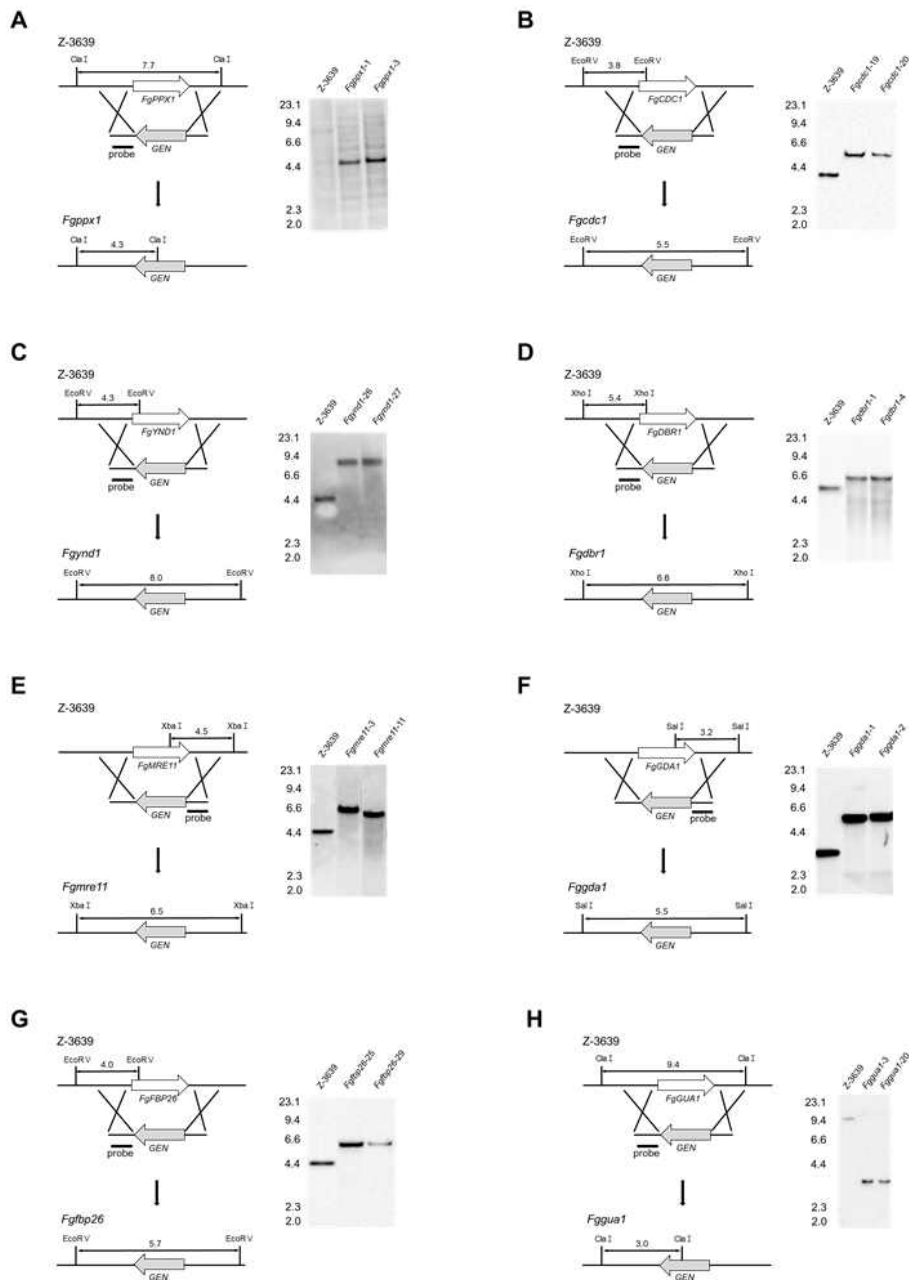 A
Z-3639
Cla I 7.7 Cla I
FgPPX1
GEN
probe
Fgppx1
Cla I Cla I
4.3
GEN
Z-3639 Fgppx1-1 Fgppx1-3
23.1
9.4
6.6
4.4
2.3
2.0
B
Z-3639
EcoRV 3.8 EcoRV
FgCDC1
GEN
probe
Fgcdc1
EcoRV 5.5 EcoRV
GEN
Z-3639 Fgcdc1-19 Fgcdc1-20
23.1
9.4
6.6
4.4
2.3
2.0
C
Z-3639
EcoRV 4.3 EcoRV
FgYND1
GEN
probe
Fgynd1
EcoRV 8.0 EcoRV
GEN
Z-3639 Fgynd1-26 Fgynd1-27
23.1
9.4
6.6
4.4
2.3
2.0
D
Z-3639
Xho I 5.4 Xho I
FgDBR1
GEN
probe
Fgdbr1
Xho I 6.6 Xho I
GEN
Z-3639 Fgdbr1-1 Fgdbr1-4
23.1
9.4
6.6
4.4
2.3
2.0
E
Z-3639
Xba I 4.5 Xba I
FgMRE11
GEN
probe
Fgmre11
Xba I 6.5 Xba I
GEN
Z-3639 Fgmre11-3 Fgmre11-11
23.1
9.4
6.6
4.4
2.3
2.0
F
Z-3639
Sal I 3.2 Sal I
FgGDA1
GEN
probe
Fggda1
Sal I 5.5 Sal I
GEN
Z-3639 Fggda1-1 Fggda1-2
23.1
9.4
6.6
4.4
2.3
2.0
G
Z-3639
EcoRV 4.0 EcoRV
FgFBP26
GEN
probe
Fgfbp26
EcoRV 5.7 EcoRV
GEN
Z-3639 Fgfbp26-25 Fgfbp26-29
23.1
9.4
6.6
4.4
2.3
2.0
H
Z-3639
Cla I 9.4 Cla I
FgGUA1
GEN
probe
Fggua1
Cla I 3.0 Cla I
GEN
Z-3639 Fggua1-3 Fggua1-20
23.1
9.4
6.6
4.4
2.3
2.0